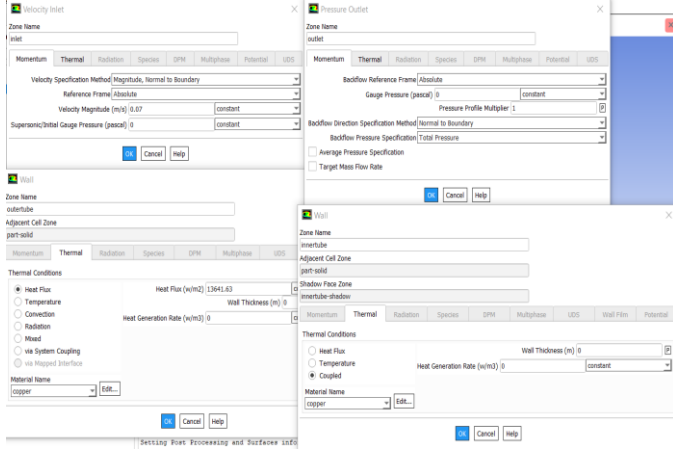 Velocity Inlet
Zone Name
inlet
Momentum Thermal Radiation Species DPM Multiphase Potential UDS
Velocity Specification Method Magnitude, Normal to Boundary
Reference Frame Absolute
Velocity Magnitude (m/s) 0.07 constant
Supersonic/Initial Gauge Pressure (pascal) 0 constant
OK Cancel Help
Pressure Outlet
Zone Name
outlet
Momentum Thermal Radiation Species DPM Multiphase Potential UDS
Backflow Reference Frame Absolute
Gauge Pressure (pascal) 0 constant
Pressure Profile Multiplier 1 P
Backflow Direction Specification Method Normal to Boundary
Backflow Pressure Specification Total Pressure
Average Pressure Specification
Target Mass Flow Rate
OK Cancel Help
Wall
Zone Name
outertube
Adjacent Cell Zone
part-solid
Momentum Thermal Radiation Species DPM Multiphase UDS
Thermal Conditions
Heat Flux
Temperature
Convection
Radiation
Mixed
via System Coupling
via Mapped Interface
Heat Flux (w/m2) 13641.63
Wall Thickness (m) 0
Heat Generation Rate (w/m3) 0
Material Name
copper Edit...
OK Cancel Help
Setting Post Processing and Surfaces info
Wall
Zone Name
innertube
Adjacent Cell Zone
part-solid
Shadow Face Zone
innertube-shadow
Momentum Thermal Radiation Species DPM Multiphase UDS Wall Film Potential
Thermal Conditions
Heat Flux
Temperature
Coupled
Wall Thickness (m) 0 P
Heat Generation Rate (w/m3) 0 constant
Material Name
copper Edit...
OK Cancel Help